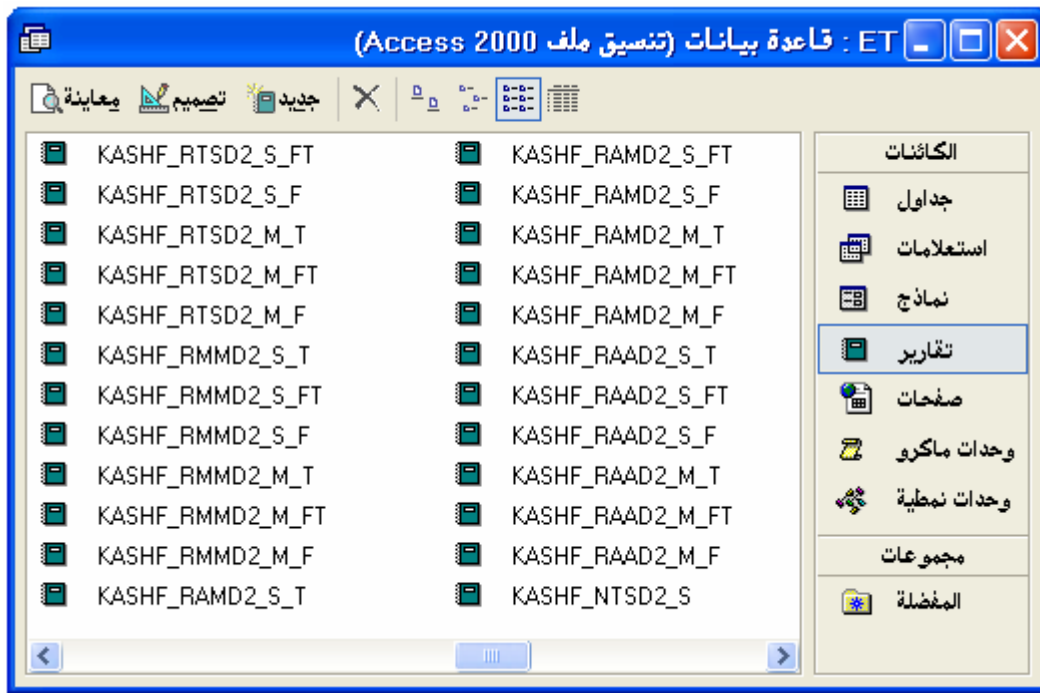 ET : قاعدة بيانات (تنسيق ملف Access 2000)
معاينة تصميم جديد
KASHF_RTSD2_S_FT
KASHF_RTSD2_S_F
KASHF_RTSD2_M_T
KASHF_RTSD2_M_FT
KASHF_RTSD2_M_F
KASHF_RMMD2_S_T
KASHF_RMMD2_S_FT
KASHF_RMMD2_S_F
KASHF_RMMD2_M_T
KASHF_RMMD2_M_FT
KASHF_RMMD2_M_F
KASHF_RAMD2_S_T
KASHF_RAMD2_S_FT
KASHF_RAMD2_S_F
KASHF_RAMD2_M_T
KASHF_RAMD2_M_FT
KASHF_RAMD2_M_F
KASHF_RAAD2_S_T
KASHF_RAAD2_S_FT
KASHF_RAAD2_S_F
KASHF_RAAD2_M_T
KASHF_RAAD2_M_FT
KASHF_RAAD2_M_F
KASHF_NTSD2_S
الكائنات
جداول
استعلامات
نماذج
تقارير
صفحات
وحدات ماكرو
وحدات نمطية
مجموعات
المفضلة